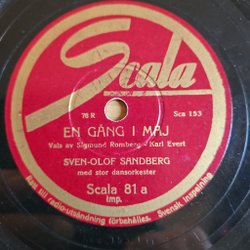 Scala
78 R
Sca 153
EN GÅNG I MAJ
Vals av Sigmund Romberg - Karl Evert
SVEN-OLOF SANDBERG
med stor dansorkester
Scala 81 a
Imp.
Rätt till radio-utsändning förbehålles. Svensk inspelning